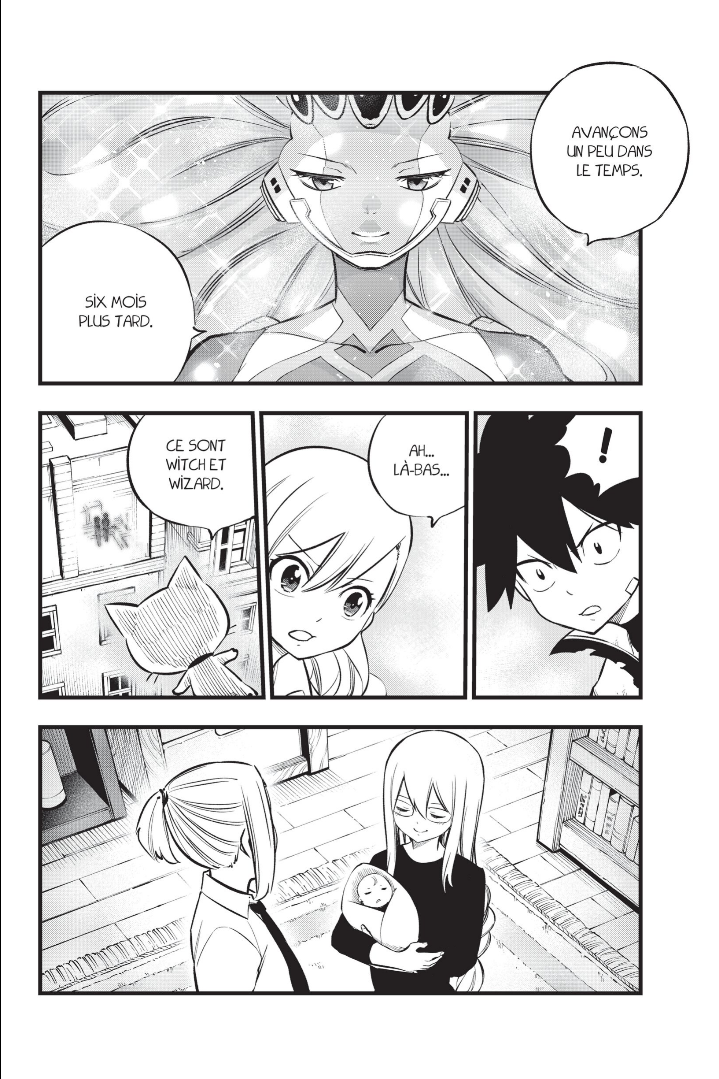 AVANÇONS
UN PEU DANS
LE TEMPS.
SIX MOIS
PLUS TARD.
!
AH...
LÀ-BAS...
CE SONT
WITCH ET
WIZARD.